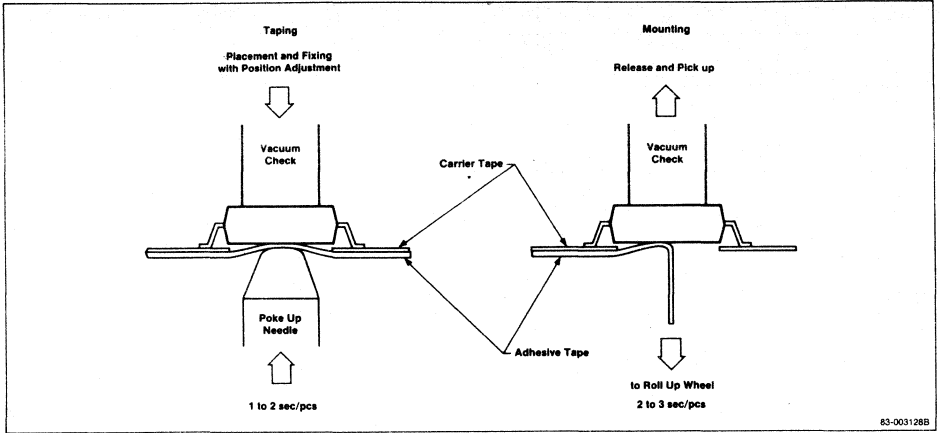 Taping
Placement and Fixing
with Position Adjustment
Vacuum
Check
Poke Up
Needle
1 to 2 sec/pcs
Carrier Tape
Adhesive Tape
Mounting
Release and Pick up
Vacuum
Check
to Roll Up Wheel
2 to 3 sec/pcs
83-003128B